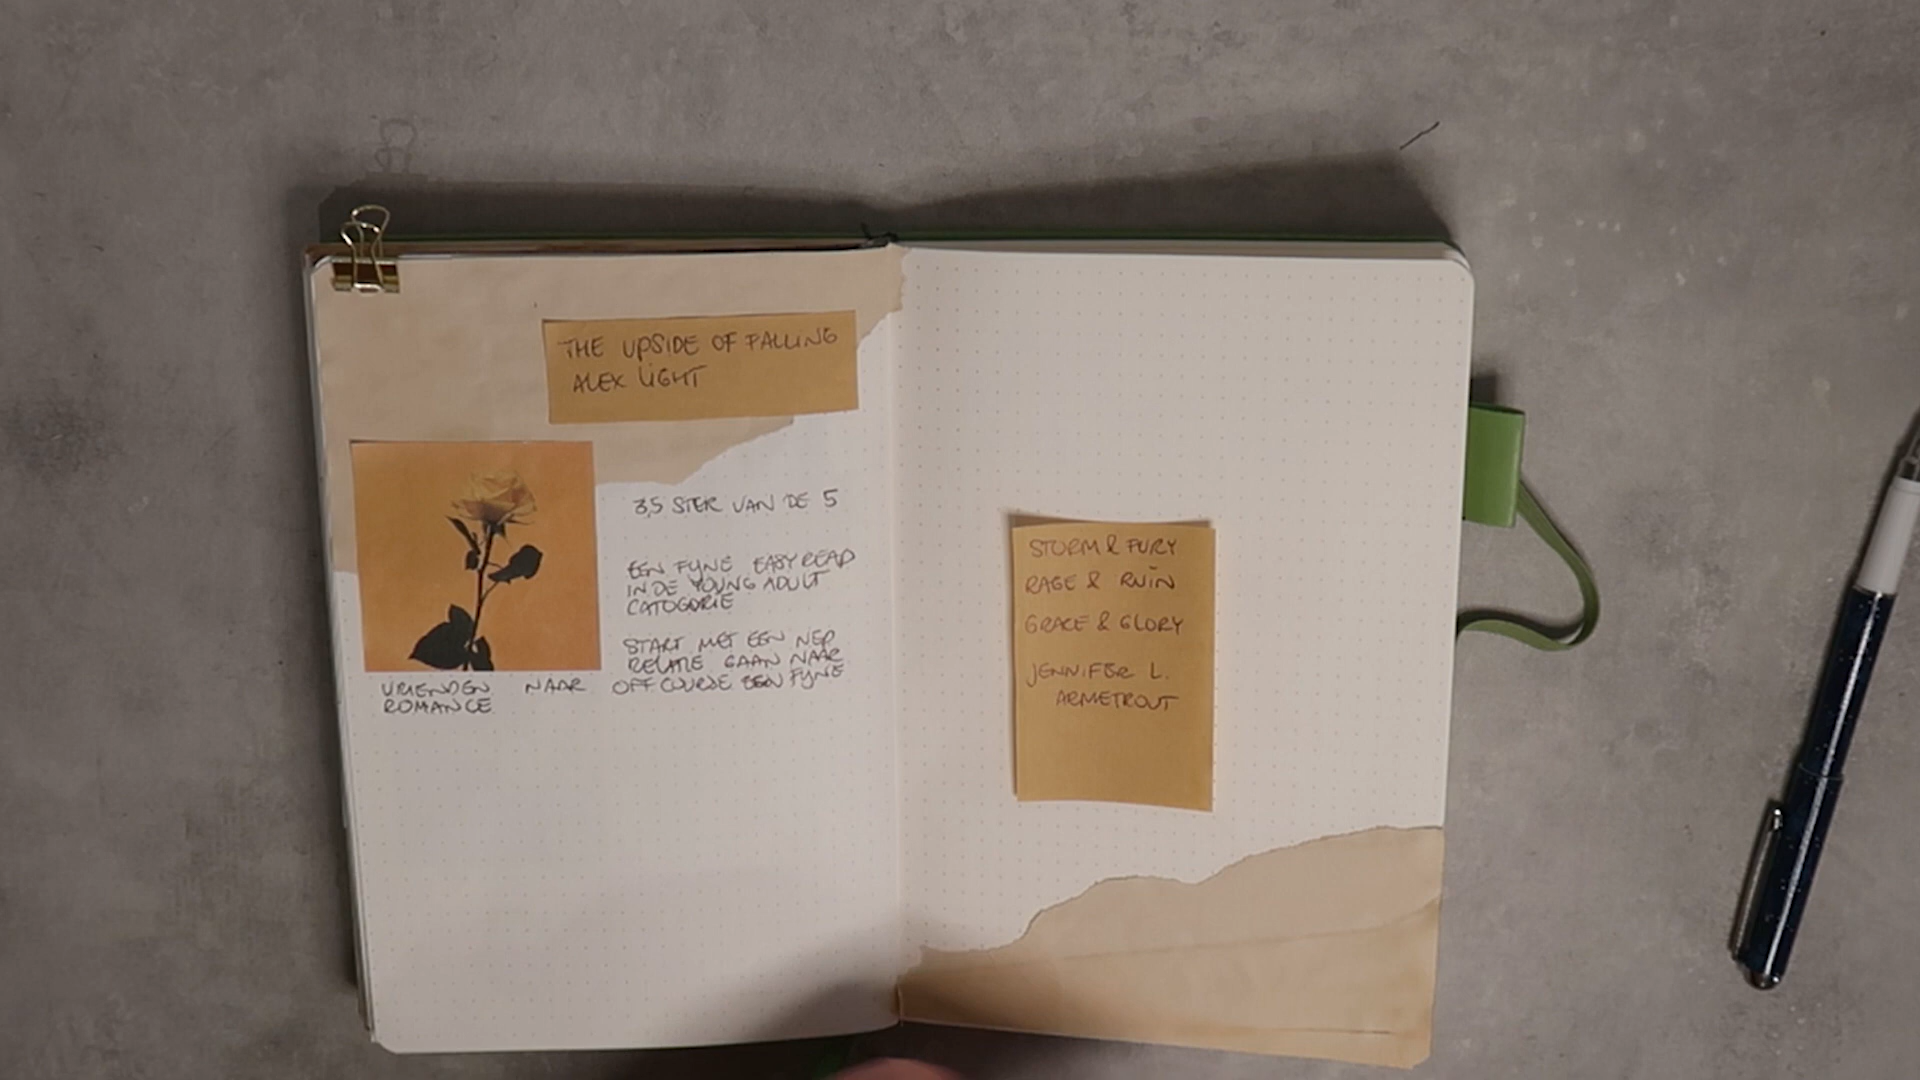 THE UPSIDE OF FALLING
ALEX LIGHT
3,5 STER VAN DE 5
EEN FIJNE EASY READ
IN DE YOUNG ADULT
CATOGORIE
START MET EEN NEP
RELATIE GAAN NAAR
VRIENDEN NAAR OFF COURSE EEN FIJNE
ROMANCE
STORM & FURY
RAGE & RUIN
GRACE & GLORY
JENNIFER L.
ARMETROUT